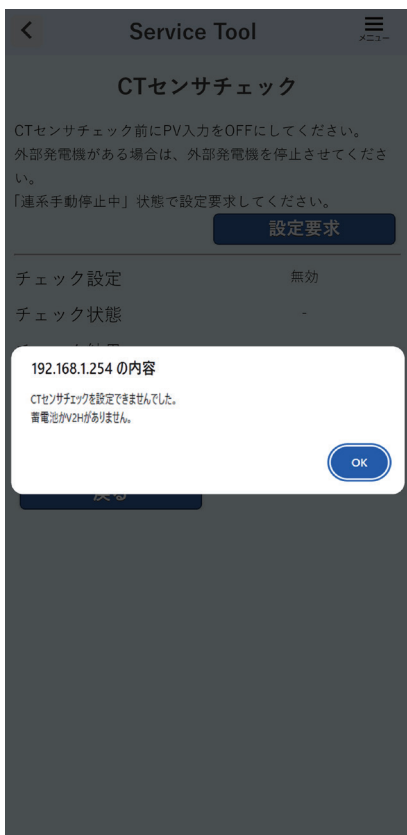 Service Tool
メニュー
CTセンサチェック
CTセンサチェック前にPV入力をOFFにしてください。
外部発電機がある場合は、外部発電機を停止させてくださ
い。
「連系手動停止中」状態で設定要求してください。
設定要求
チェック設定 無効
チェック状態 -
192.168.1.254 の内容
CTセンサチェックを設定できませんでした。
蓄電池かV2Hがありません。
OK
戻る